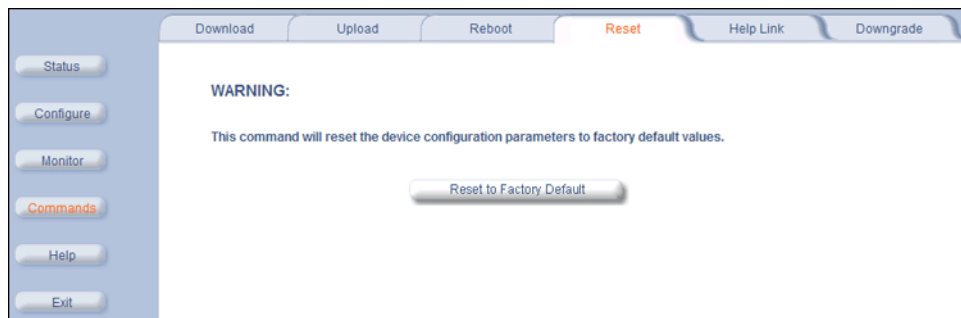 Download Upload Reboot Reset Help Link Downgrade
Status
WARNING:
Configure
This command will reset the device configuration parameters to factory default values.
Monitor
Reset to Factory Default
Commands
Help
Exit